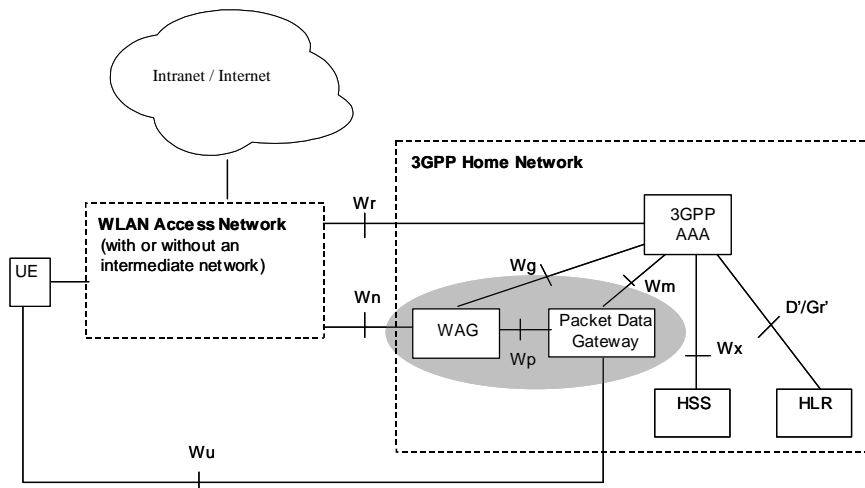 Intranet / Internet
3GPP Home Network
WLAN Access Network
(with or without an
intermediate network)
Wr
3GPP
AAA
UE
Wg
Wm
Wn
D'/Gr'
WAG
Packet Data
Gateway
Wp
Wx
HSS
HLR
Wu